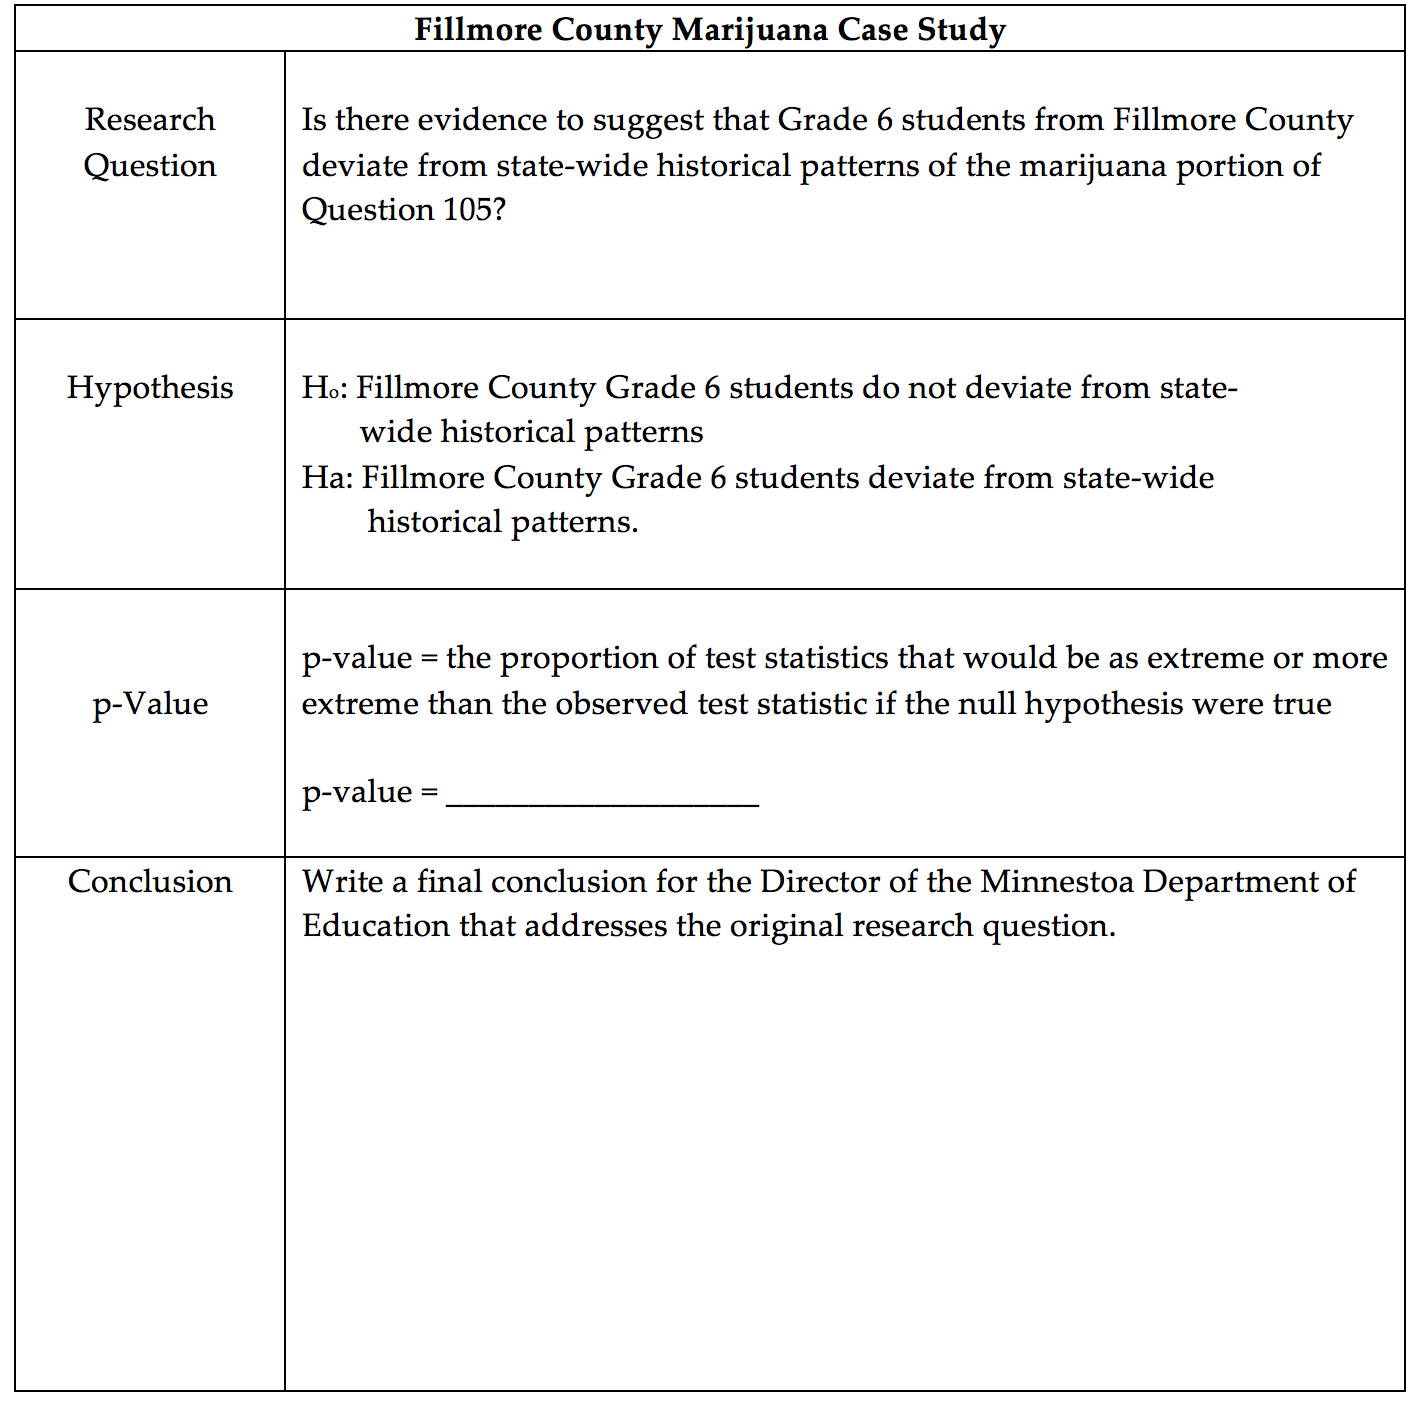 Fillmore County Marijuana Case Study
Research
Question
Is there evidence to suggest that Grade 6 students from Fillmore County
deviate from state-wide historical patterns of the marijuana portion of
Question 105?
Hypothesis
Ho: Fillmore County Grade 6 students do not deviate from state-
wide historical patterns
Ha: Fillmore County Grade 6 students deviate from state-wide
historical patterns.
p-Value
p-value = the proportion of test statistics that would be as extreme or more
extreme than the observed test statistic if the null hypothesis were true
p-value = ___________________
Conclusion
Write a final conclusion for the Director of the Minnestoa Department of
Education that addresses the original research question.